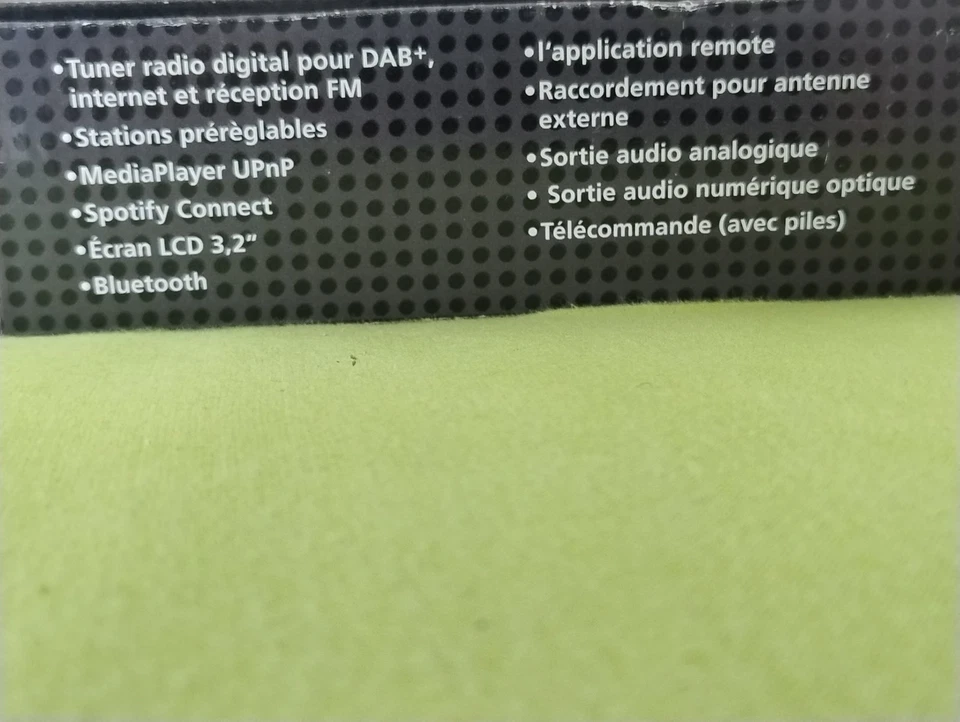 •Tuner radio digital pour DAB+,
internet et réception FM
•Stations prérèglables
•MediaPlayer UPnP
•Spotify Connect
•Écran LCD 3,2"
•Bluetooth
•l'application remote
•Raccordement pour antenne
externe
•Sortie audio analogique
• Sortie audio numérique optique
•Télécommande (avec piles)